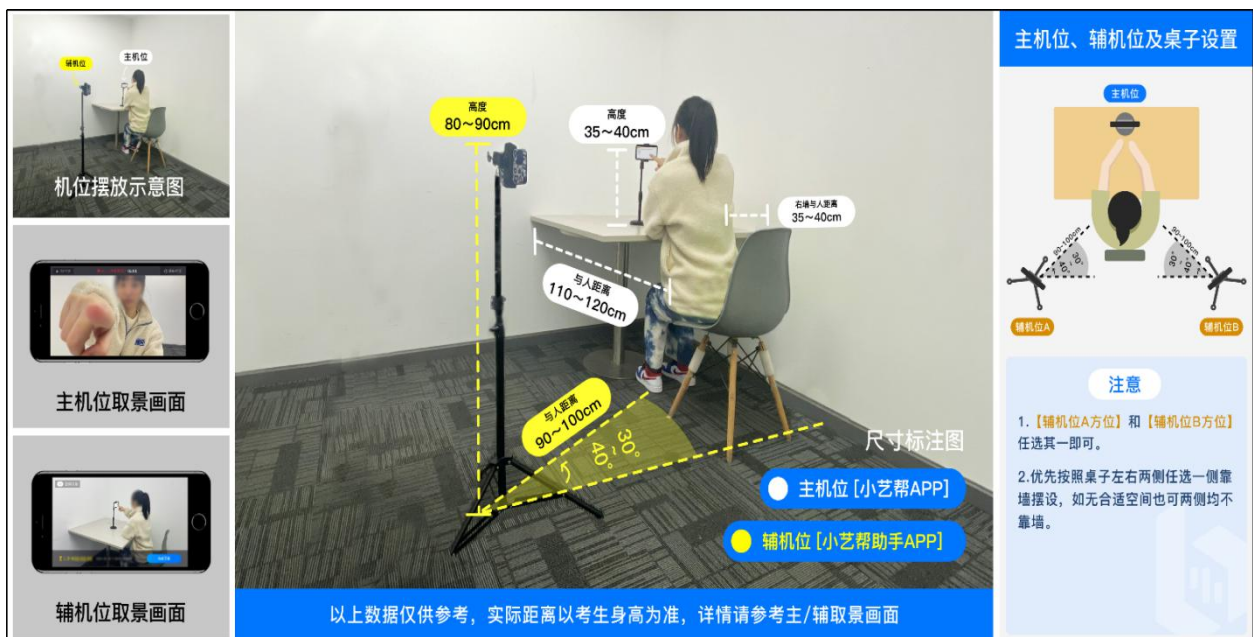 辅机位
主机位
机位摆放示意图
主机位取景画面
辅机位取景画面
高度
80~90cm
高度
35~40cm
右墙与人距离
35~40cm
与人距离
110~120cm
与人距离
90~100cm
30°
~
40°
尺寸标注图
主机位 [小艺帮APP]
辅机位 [小艺帮助手APP]
以上数据仅供参考，实际距离以考生身高为准，详情请参考主/辅取景画面
主机位、辅机位及桌子设置
主机位
90~100cm
30°
~
40°
90~100cm
30°
~
40°
辅机位A
辅机位B
注意
1.【辅机位A方位】和【辅机位B方位】
任选其一即可。
2.优先按照桌子左右两侧任选一侧靠
墙摆设，如无合适空间也可两侧均不
靠墙。